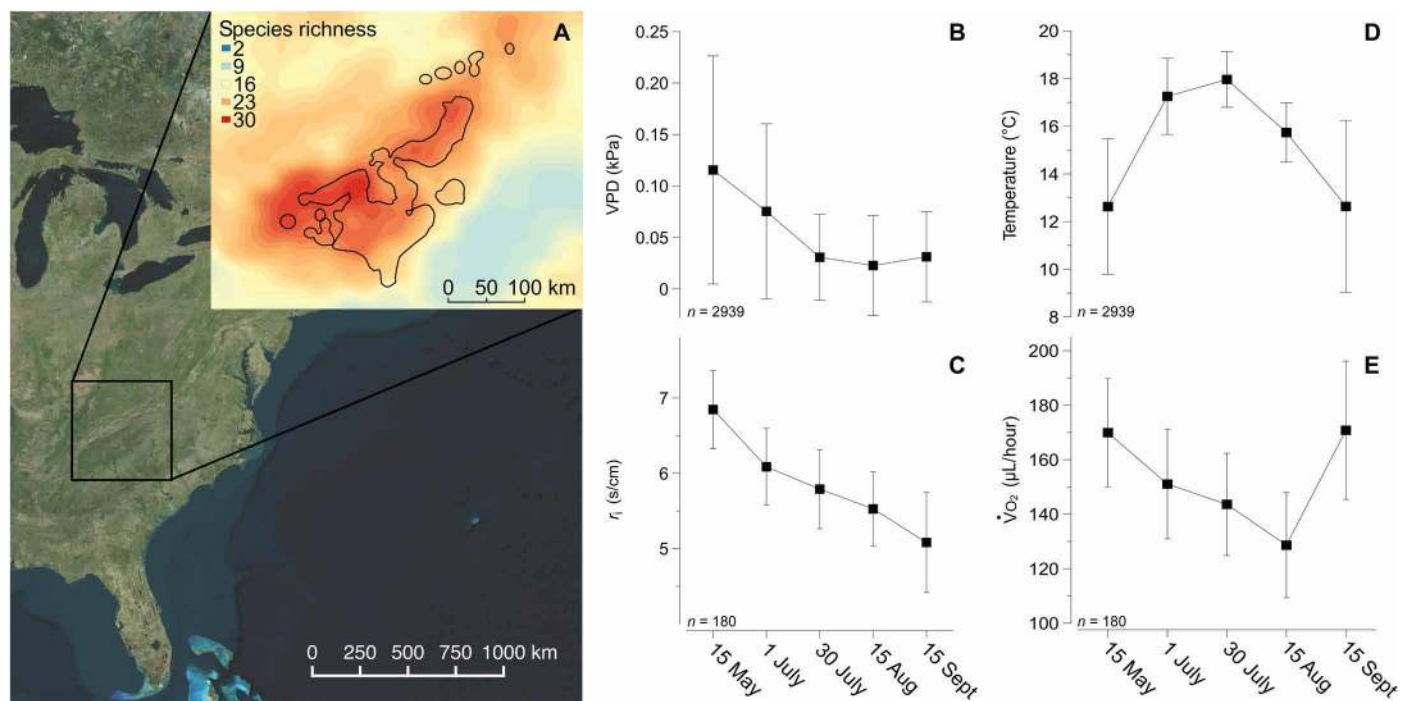 Species richness
A
2
9
16
23
30
0 50 100 km
0 250 500 750 1000 km
B
0.25
0.20
0.15
0.10
0.05
0
VPD (kPa)
n = 2939
C
7
6
5
rᵢ (s/cm)
n = 180
15 May
1 July
30 July
15 Aug
15 Sept
D
20
18
16
14
12
10
8
Temperature (°C)
n = 2939
E
200
180
160
140
120
100
V̇O₂ (µL/hour)
n = 180
15 May
1 July
30 July
15 Aug
15 Sept